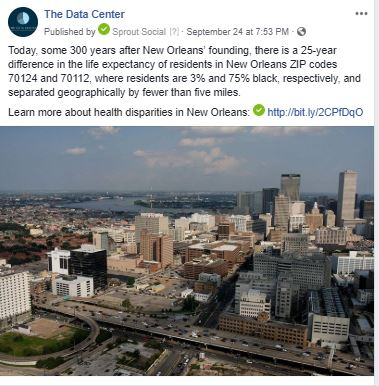 The Data Center
Published by Sprout Social [?] · September 24 at 7:53 PM ·
Today, some 300 years after New Orleans' founding, there is a 25-year
difference in the life expectancy of residents in New Orleans ZIP codes
70124 and 70112, where residents are 3% and 75% black, respectively, and
separated geographically by fewer than five miles.
Learn more about health disparities in New Orleans: http://bit.ly/2CPfDqO